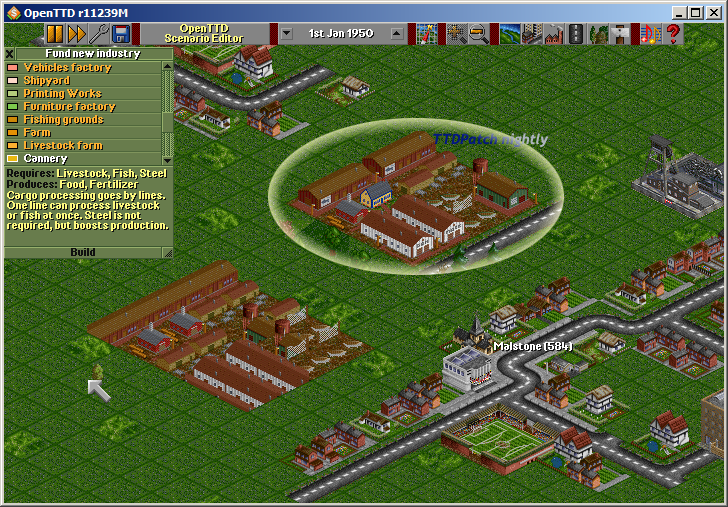 OpenTTD r11239M
OpenTTD
Scenario Editor
1st Jan 1950
Fund new industry
Vehicles factory
Shipyard
Printing Works
Furniture factory
Fishing grounds
Farm
Livestock farm
Cannery
Requires: Livestock, Fish, Steel
Produces: Food, Fertilizer
Cargo processing goes by lines.
One line can process livestock
or fish at once. Steel is not
required, but boosts production.
Build
TTDPatch nightly
Malstone (584)